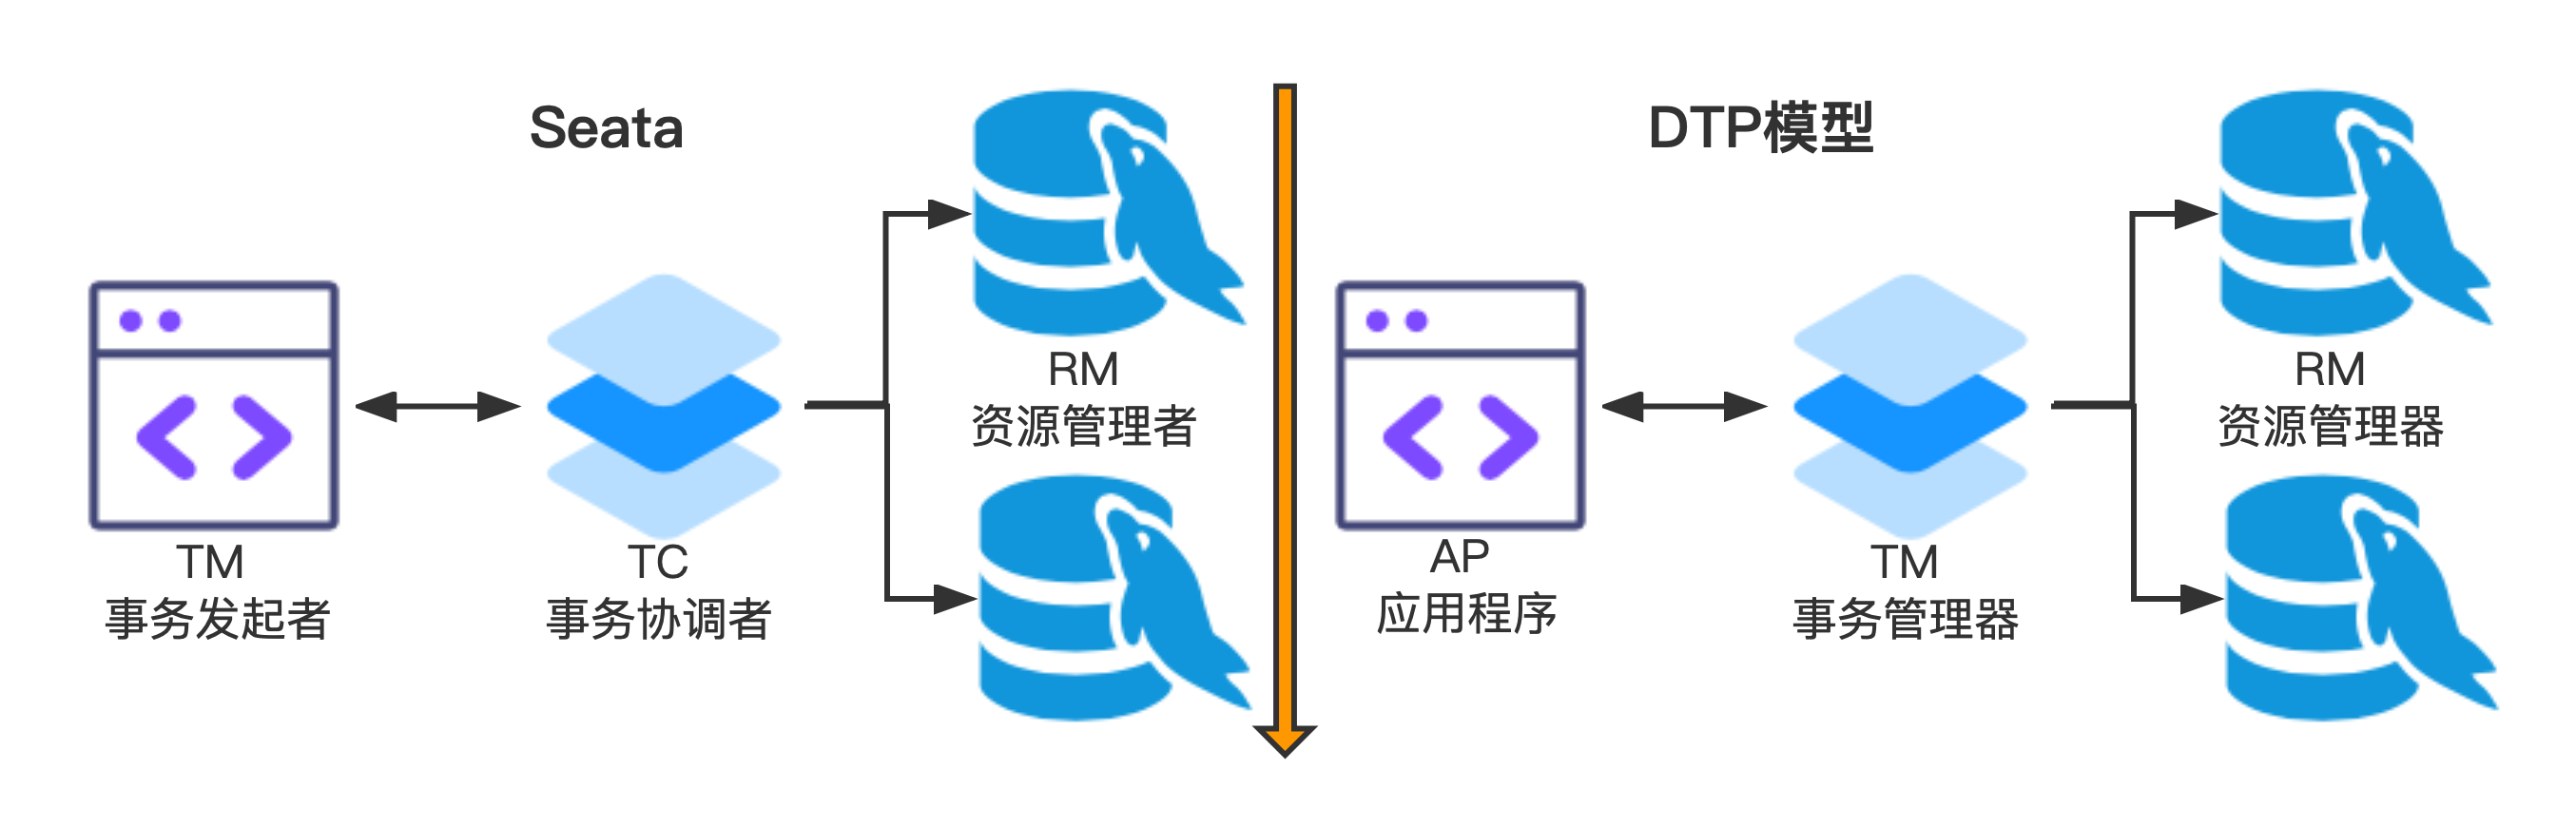 Seata
TM
事务发起者
TC
事务协调者
RM
资源管理者
DTP模型
AP
应用程序
TM
事务管理器
RM
资源管理器